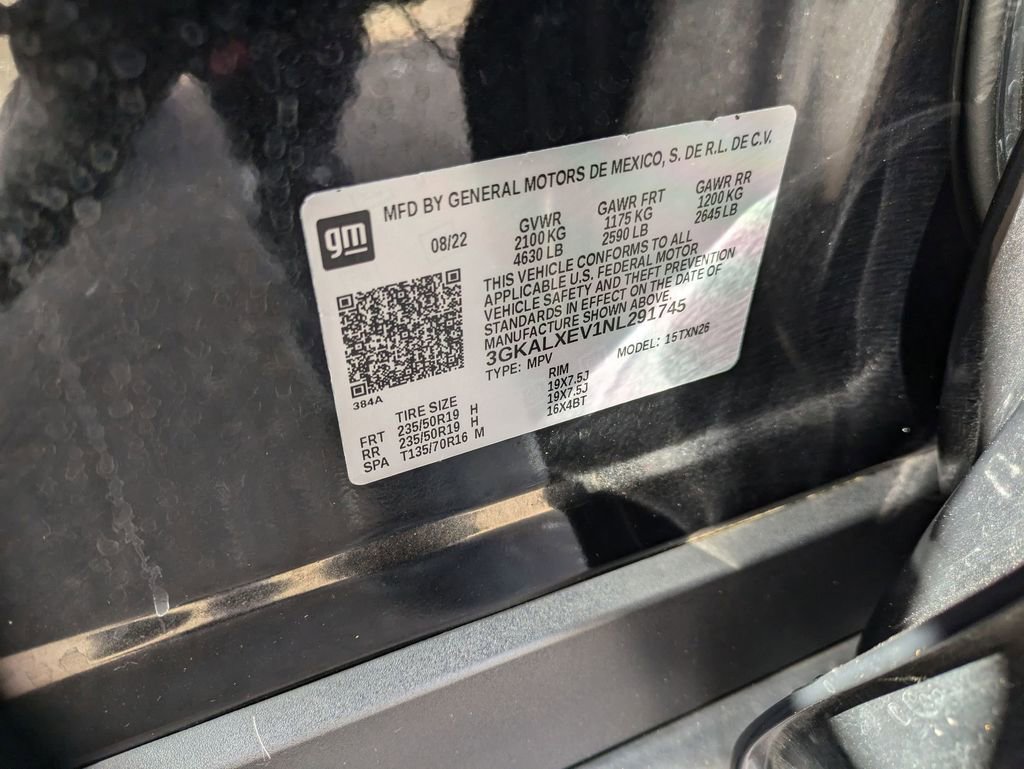 gm
MFD BY GENERAL MOTORS DE MEXICO, S. DE R.L. DE C.V.
08/22
GVWR
2100 KG
4630 LB
GAWR FRT
1175 KG
2590 LB
GAWR RR
1200 KG
2645 LB
THIS VEHICLE CONFORMS TO ALL
APPLICABLE U.S. FEDERAL MOTOR
VEHICLE SAFETY AND THEFT PREVENTION
STANDARDS IN EFFECT ON THE DATE OF
MANUFACTURE SHOWN ABOVE.
3GKALXEV1NL291745
TYPE: MPV MODEL: 15TXN26
384A
TIRE SIZE RIM
FRT 235/50R19 H 19X7.5J
RR 235/50R19 H 19X7.5J
SPA T135/70R16 M 16X4BT